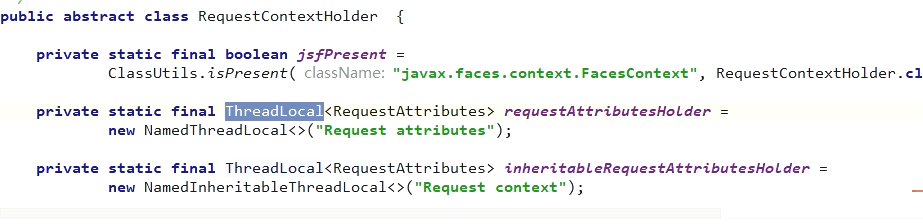 public abstract class RequestContextHolder  {
private static final boolean jsfPresent =
ClassUtils.isPresent( className: "javax.faces.context.FacesContext", RequestContextHolder.cl
private static final ThreadLocal<RequestAttributes> requestAttributesHolder =
new NamedThreadLocal<>("Request attributes");
private static final ThreadLocal<RequestAttributes> inheritableRequestAttributesHolder =
new NamedInheritableThreadLocal<>("Request context");